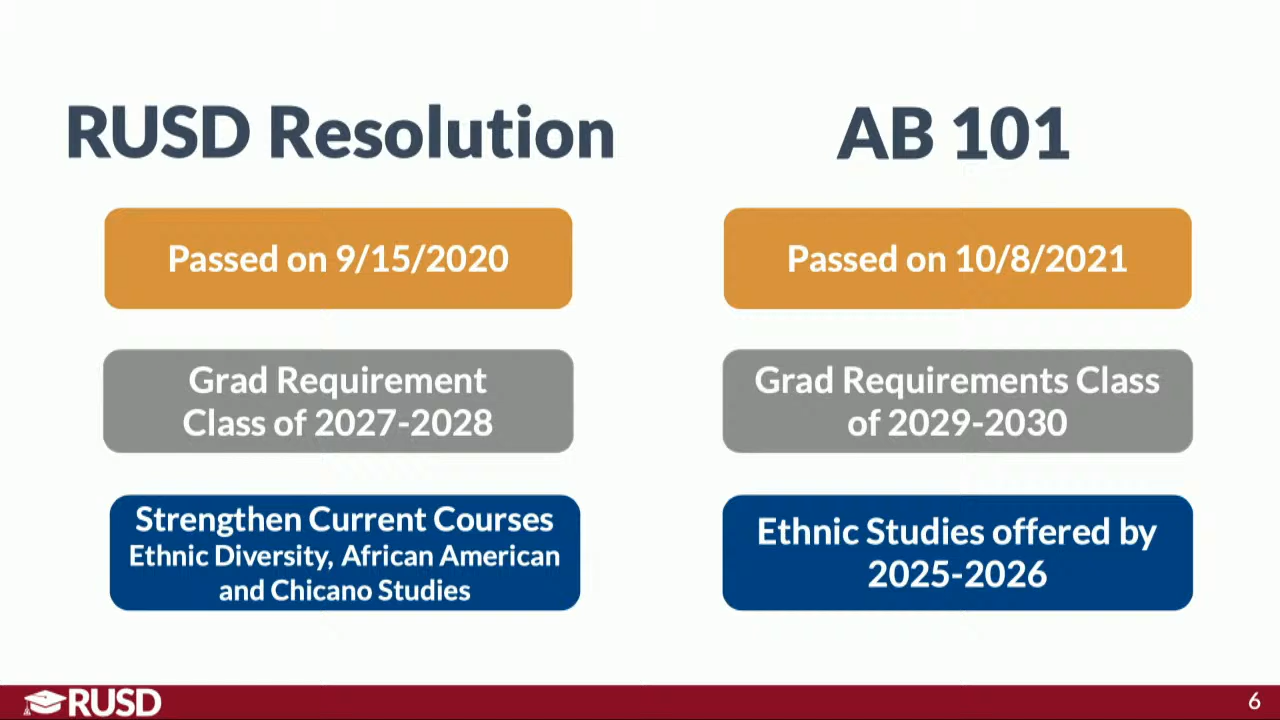 RUSD Resolution
Passed on 9/15/2020
Grad Requirement
Class of 2027-2028
Strengthen Current Courses
Ethnic Diversity, African American
and Chicano Studies
AB 101
Passed on 10/8/2021
Grad Requirements Class
of 2029-2030
Ethnic Studies offered by
2025-2026
RUSD
6